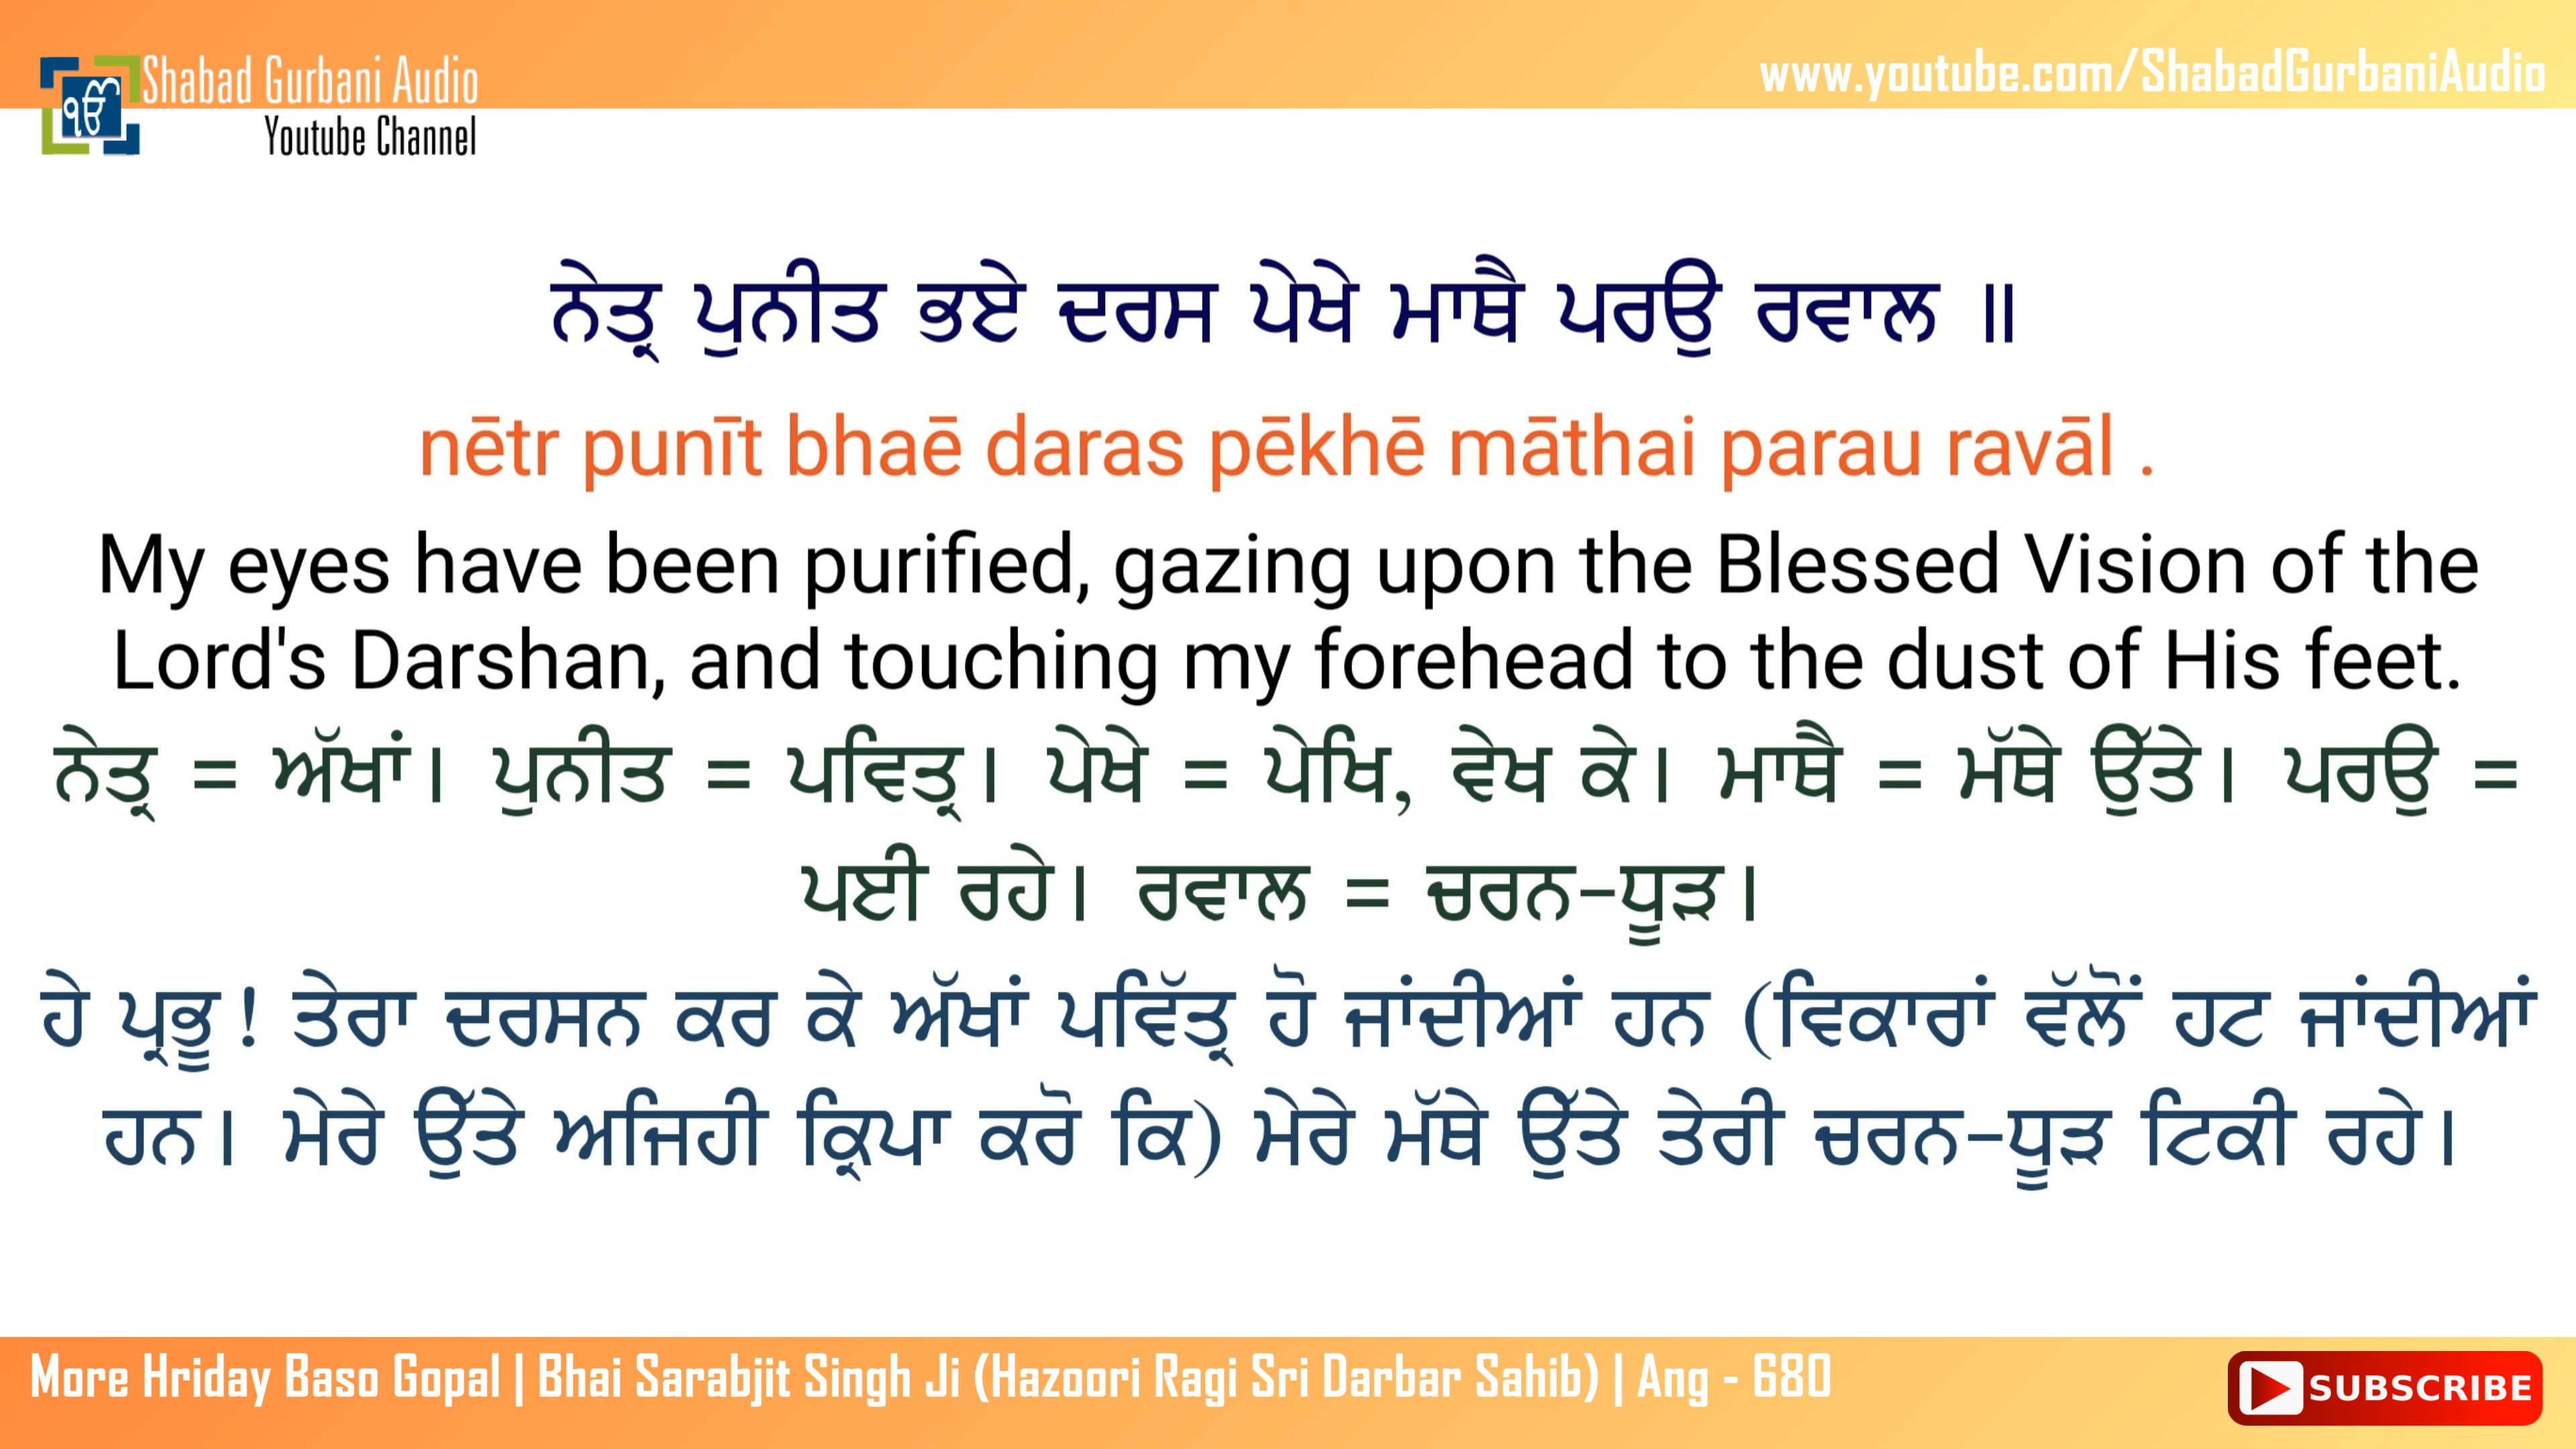 Shabad Gurbani Audio
www.youtube.com/ShabadGurbaniAudio
ੴ
Youtube Channel
ਨੇਤ੍ਰ ਪੁਨੀਤ ਭਏ ਦਰਸ ਪੇਖੇ ਮਾਥੈ ਪਰਉ ਰਵਾਲ ॥
nētr punīt bhaē daras pēkhē māthai parau ravāl .
My eyes have been purified, gazing upon the Blessed Vision of the
Lord's Darshan, and touching my forehead to the dust of His feet.
ਨੇਤ੍ਰ = ਅੱਖਾਂ। ਪੁਨੀਤ = ਪਵਿਤ੍ਰ। ਪੇਖੇ = ਪੇਖਿ, ਵੇਖ ਕੇ। ਮਾਥੈ = ਮੱਥੇ ਉੱਤੇ। ਪਰਉ =
ਪਈ ਰਹੇ। ਰਵਾਲ = ਚਰਨ-ਧੂੜ।
ਹੇ ਪ੍ਰਭੂ! ਤੇਰਾ ਦਰਸਨ ਕਰ ਕੇ ਅੱਖਾਂ ਪਵਿੱਤ੍ਰ ਹੋ ਜਾਂਦੀਆਂ ਹਨ (ਵਿਕਾਰਾਂ ਵੱਲੋਂ ਹਟ ਜਾਂਦੀਆਂ
ਹਨ। ਮੇਰੇ ਉੱਤੇ ਅਜਿਹੀ ਕ੍ਰਿਪਾ ਕਰੋ ਕਿ) ਮੇਰੇ ਮੱਥੇ ਉੱਤੇ ਤੇਰੀ ਚਰਨ-ਧੂੜ ਟਿਕੀ ਰਹੇ।
More Hriday Baso Gopal | Bhai Sarabjit Singh Ji (Hazoori Ragi Sri Darbar Sahib) | Ang - 680
SUBSCRIBE